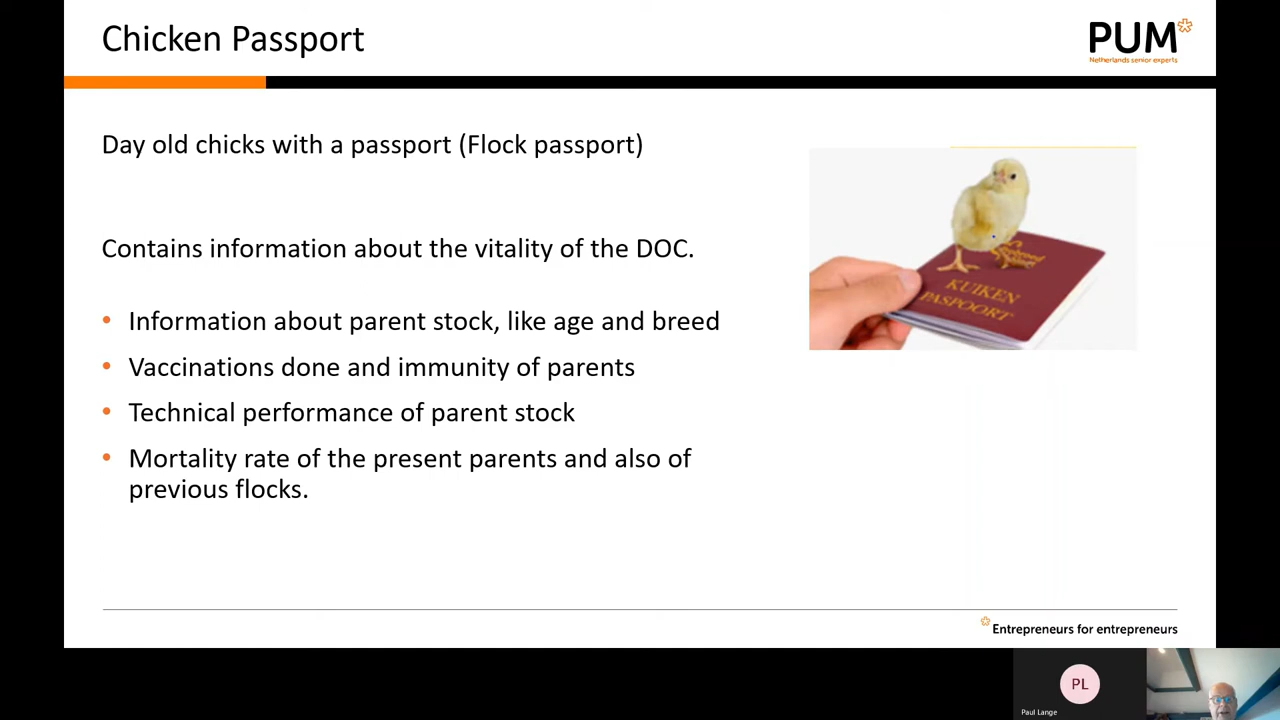 Chicken Passport
PUM
Netherlands senior experts
Day old chicks with a passport (Flock passport)
Contains information about the vitality of the DOC.
• Information about parent stock, like age and breed
• Vaccinations done and immunity of parents
• Technical performance of parent stock
• Mortality rate of the present parents and also of
previous flocks.
KUIKEN
PASPOORT
Entrepreneurs for entrepreneurs
PL
Paul Lange